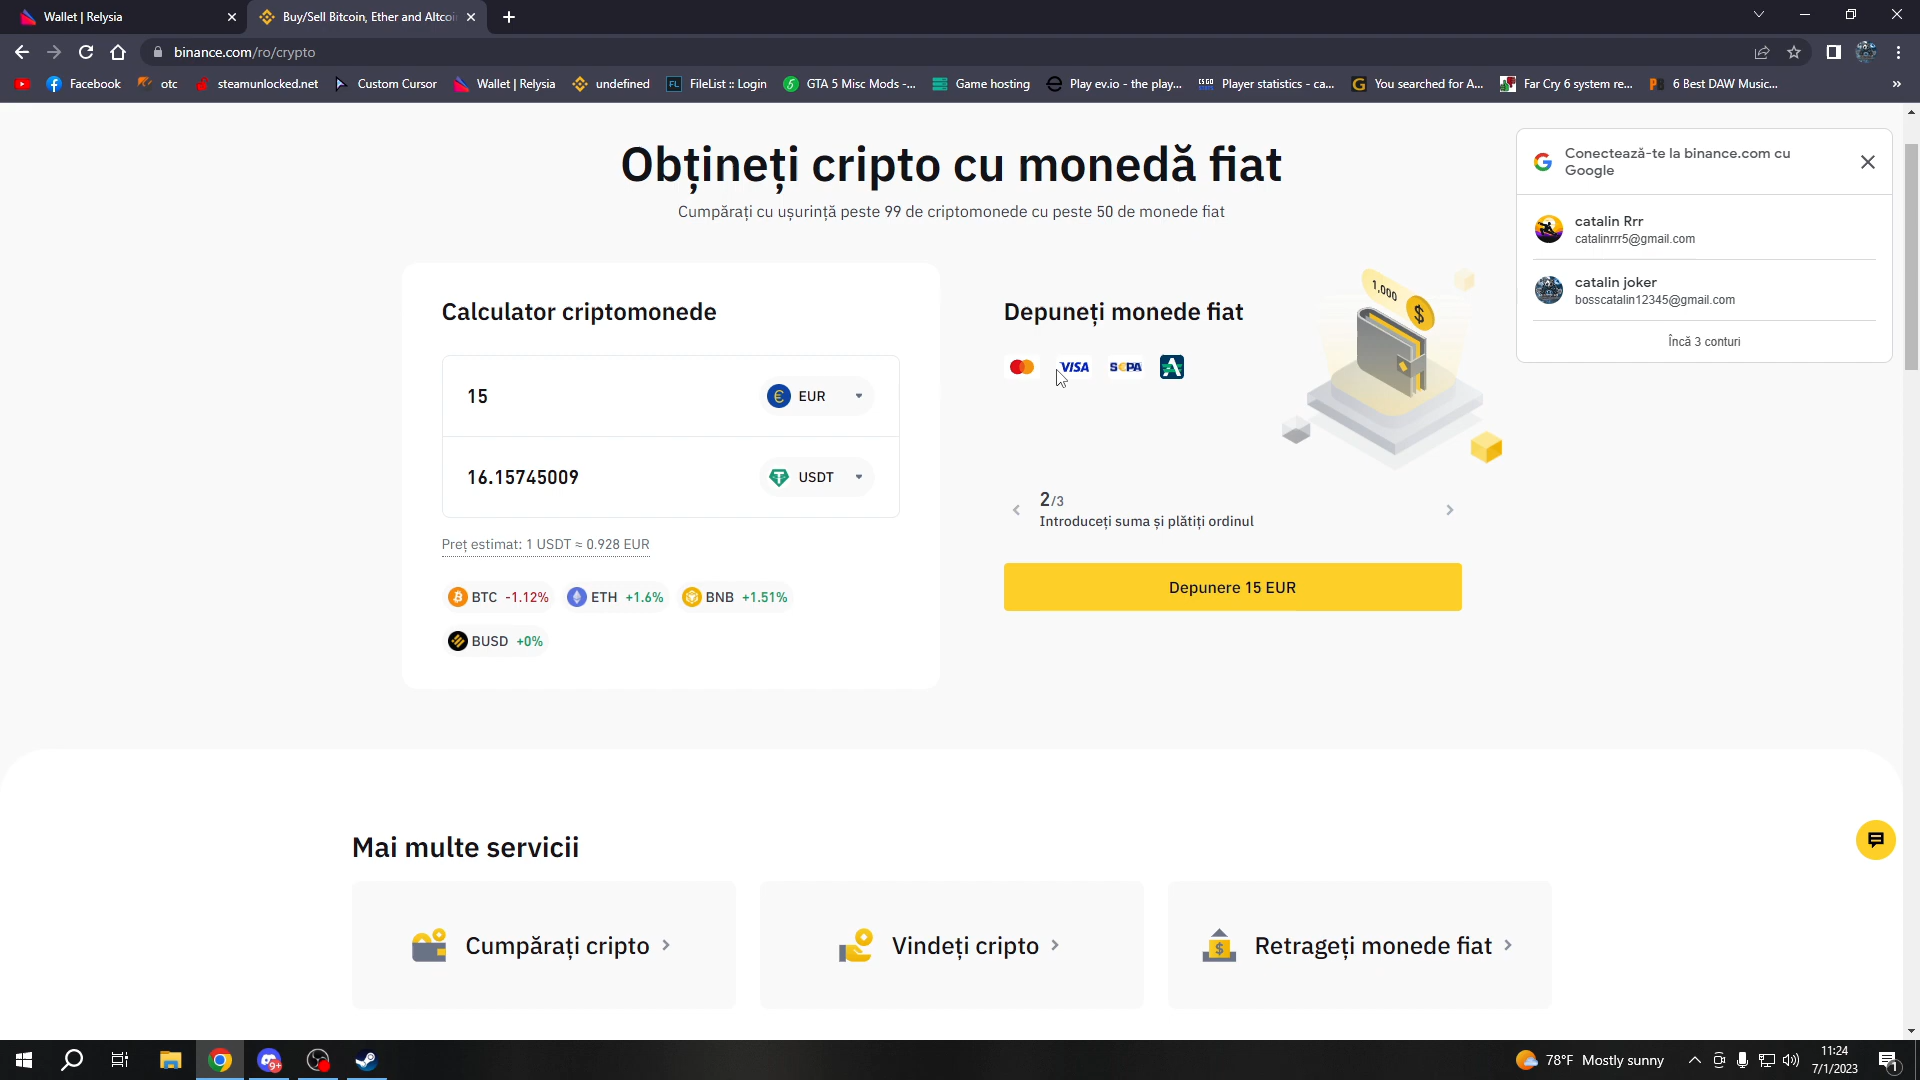 Wallet | Relysia
Buy/Sell Bitcoin, Ether and Altcoi
binance.com/ro/crypto
Facebook
otc
steamunlocked.net
Custom Cursor
Wallet | Relysia
undefined
FL
FileList :: Login
GTA 5 Misc Mods -...
Game hosting
Play ev.io - the play...
Player statistics - ca...
You searched for A...
Far Cry 6 system re...
6 Best DAW Music...
»
Obțineți cripto cu monedă fiat
Cumpărați cu ușurință peste 99 de criptomonede cu peste 50 de monede fiat
Conectează-te la binance.com cu
Google
catalin Rrr
catalinrrr5@gmail.com
catalin joker
bosscatalin12345@gmail.com
Încă 3 conturi
Calculator criptomonede
15
EUR
16.15745009
USDT
Preț estimat: 1 USDT ≈ 0.928 EUR
BTC -1.12%
ETH +1.6%
BNB +1.51%
BUSD +0%
Depuneți monede fiat
VISA
SEPA
1,000
$
2/3
Introduceți suma și plătiți ordinul
Depunere 15 EUR
Mai multe servicii
Cumpărați cripto
Vindeți cripto
Retrageți monede fiat
9+
78°F Mostly sunny
11:24
7/1/2023
1